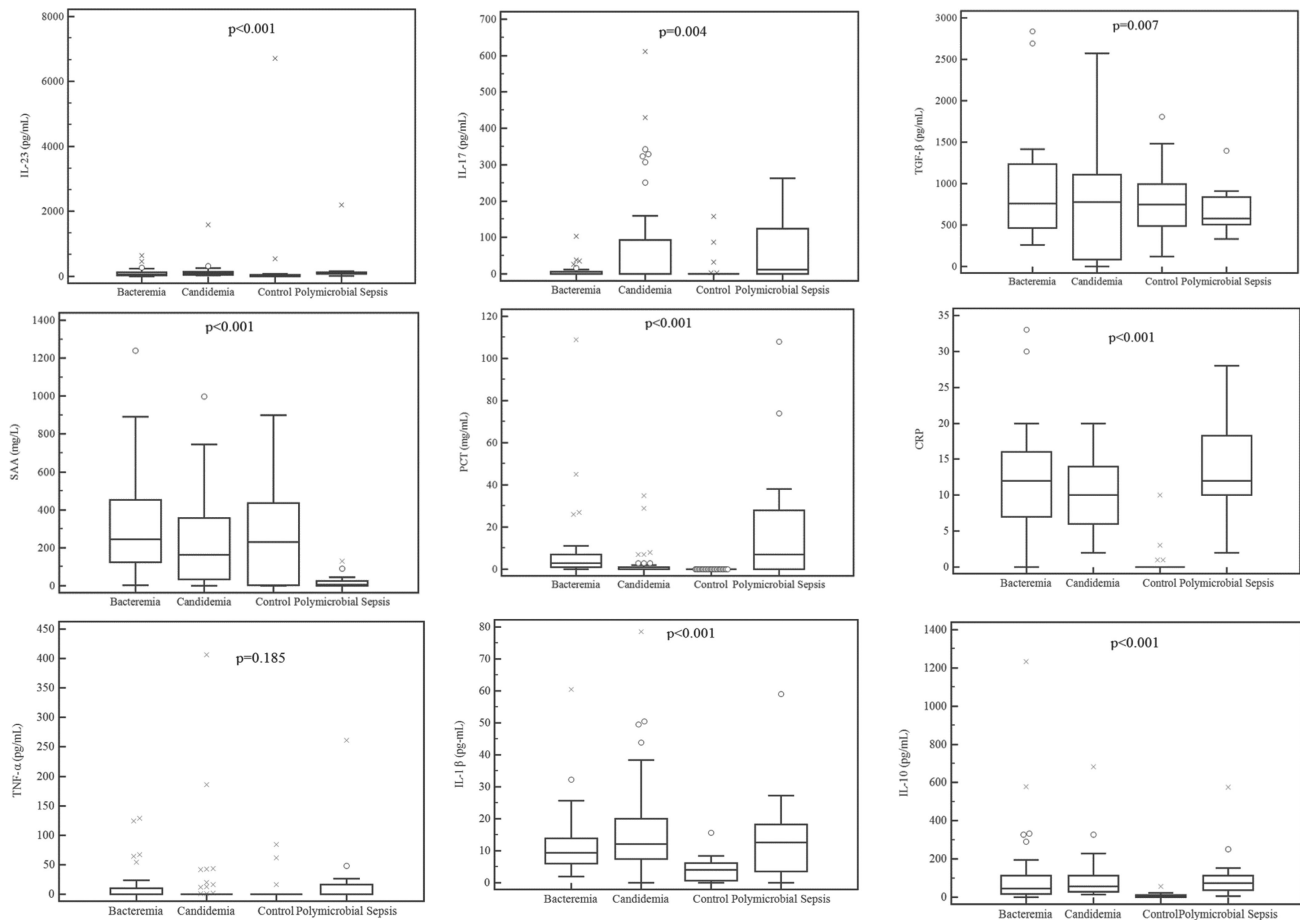 p<0.001
IL-23 (pg/mL)
8000
6000
4000
2000
0
Bacteremia Candidemia Control Polymicrobial Sepsis
p=0.004
IL-17 (pg/mL)
700
600
500
400
300
200
100
0
Bacteremia Candidemia Control Polymicrobial Sepsis
p=0.007
TGF-β (pg/mL)
3000
2500
2000
1500
1000
500
0
Bacteremia Candidemia Control Polymicrobial Sepsis
p<0.001
SAA (mg/L)
1400
1200
1000
800
600
400
200
0
Bacteremia Candidemia Control Polymicrobial Sepsis
p<0.001
PCT (mg/mL)
120
100
80
60
40
20
0
Bacteremia Candidemia Control Polymicrobial Sepsis
p<0.001
CRP
35
30
25
20
15
10
5
0
Bacteremia Candidemia Control Polymicrobial Sepsis
p=0.185
TNF-α (pg/mL)
450
400
350
300
250
200
150
100
50
0
Bacteremia Candidemia Control Polymicrobial Sepsis
p<0.001
IL-1 β (pg-mL)
80
70
60
50
40
30
20
10
0
Bacteremia Candidemia Control Polymicrobial Sepsis
p<0.001
IL-10 (pg/mL)
1400
1200
1000
800
600
400
200
0
Bacteremia Candidemia Control Polymicrobial Sepsis